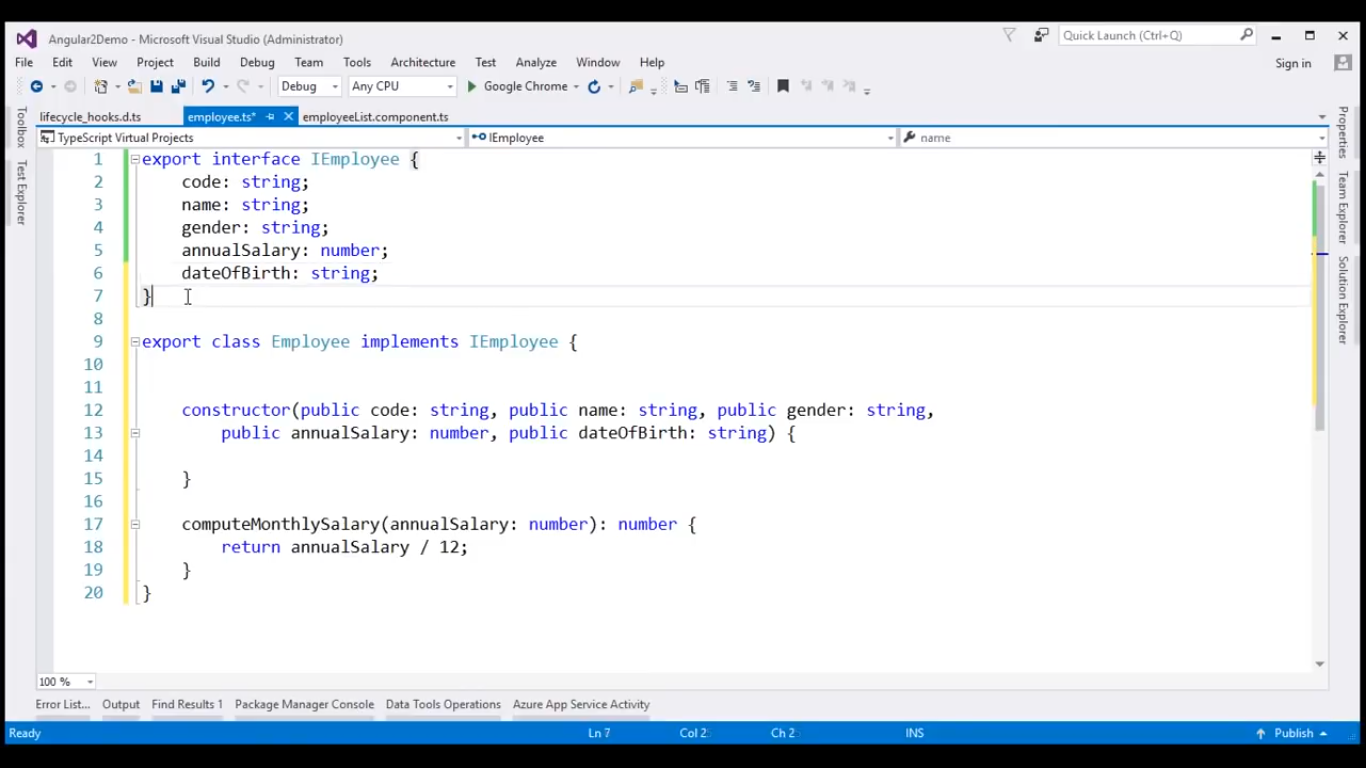 Angular2Demo - Microsoft Visual Studio (Administrator)
Quick Launch (Ctrl+Q)
File Edit View Project Build Debug Team Tools Architecture Test Analyze Window Help
Sign in
Debug Any CPU Google Chrome
lifecycle_hooks.d.ts employee.ts* employeeList.component.ts
TypeScript Virtual Projects IEmployee name
Toolbox
Test Explorer
Properties
Team Explorer
Solution Explorer
1 export interface IEmployee {
2 code: string;
3 name: string;
4 gender: string;
5 annualSalary: number;
6 dateOfBirth: string;
7 }
8
9 export class Employee implements IEmployee {
10
11
12 constructor(public code: string, public name: string, public gender: string,
13 public annualSalary: number, public dateOfBirth: string) {
14
15 }
16
17 computeMonthlySalary(annualSalary: number): number {
18 return annualSalary / 12;
19 }
20 }
100 %
Error List... Output Find Results 1 Package Manager Console Data Tools Operations Azure App Service Activity
Ready Ln 7 Col 2 Ch 2 INS Publish